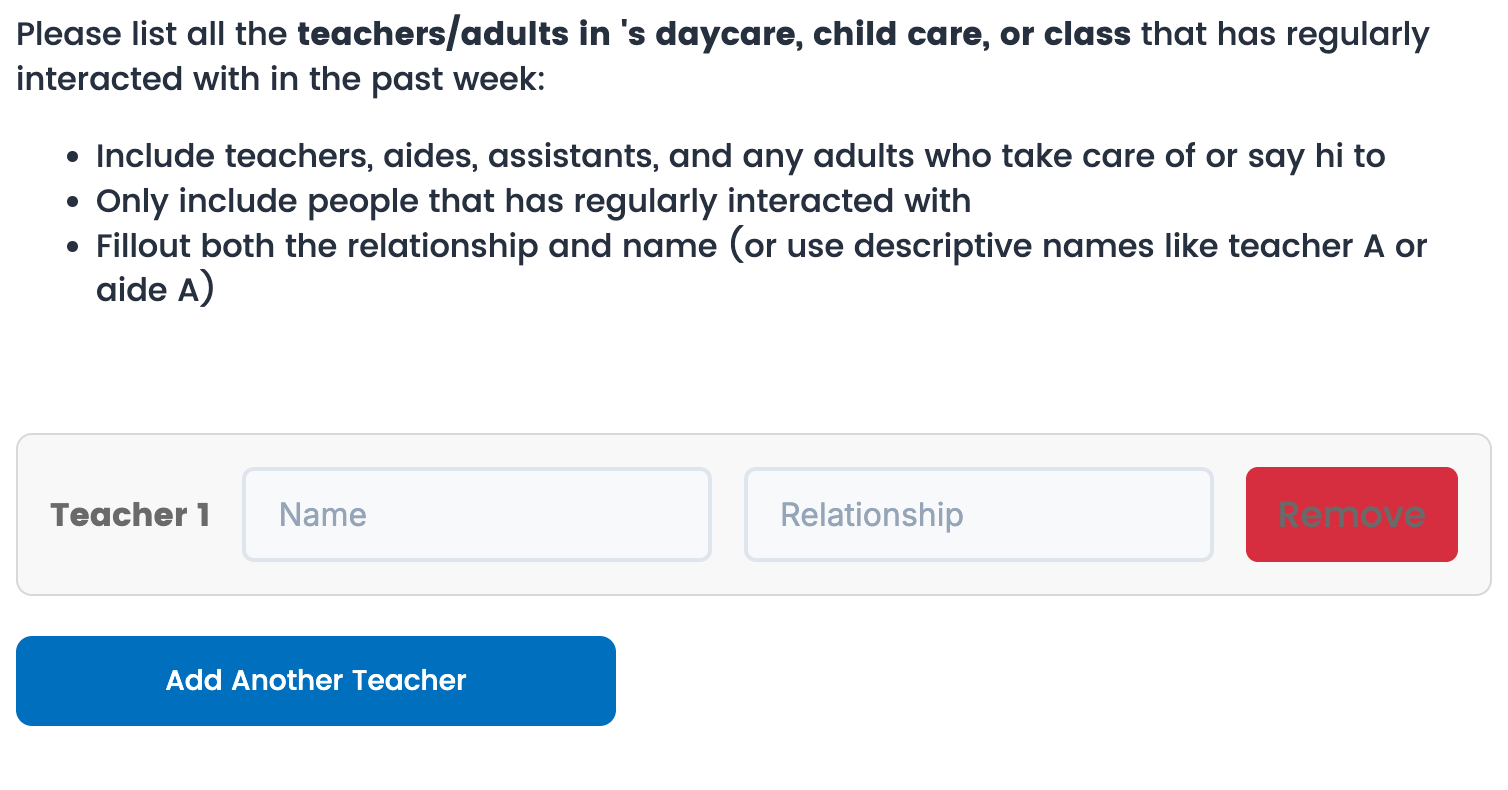 Please list all the teachers/adults in 's daycare, child care, or class that has regularly
interacted with in the past week:
Include teachers, aides, assistants, and any adults who take care of or say hi to
Only include people that has regularly interacted with
Fillout both the relationship and name (or use descriptive names like teacher A or
aide A)
Teacher 1 Name Relationship Remove
Add Another Teacher